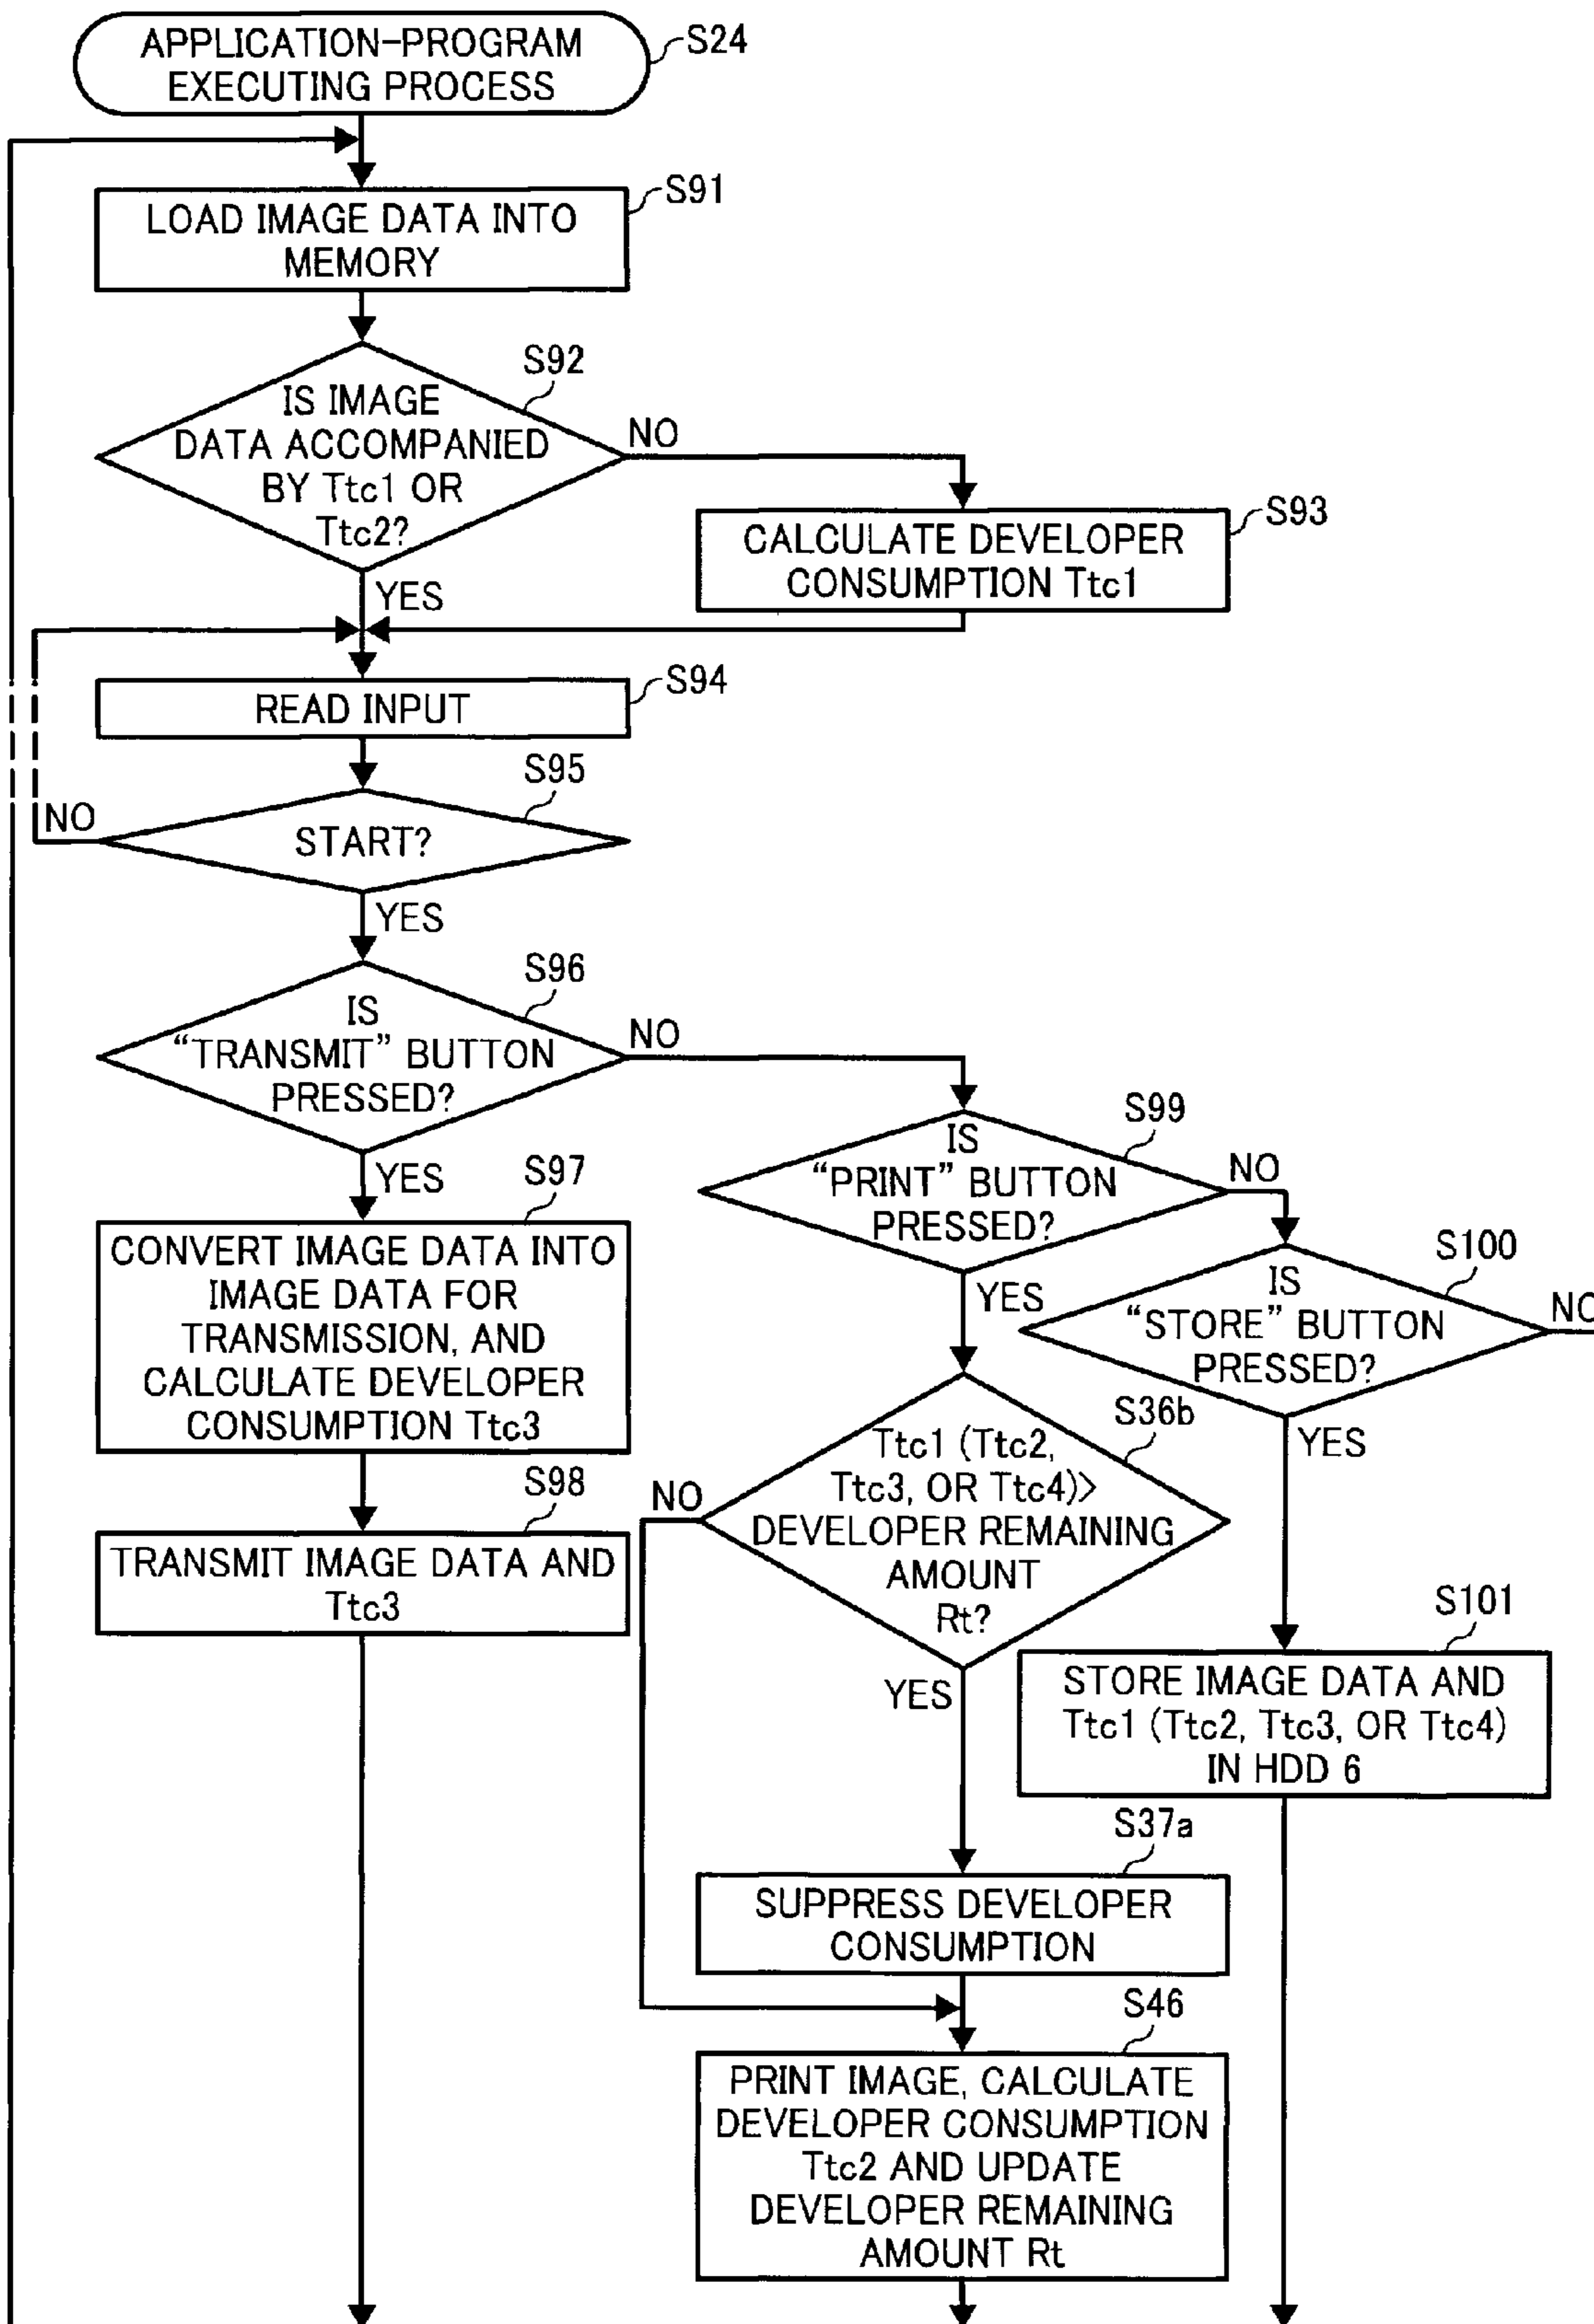 APPLICATION-PROGRAM
EXECUTING PROCESS
S24
S91
LOAD IMAGE DATA INTO
MEMORY
S92
IS IMAGE
DATA ACCOMPANIED
BY Ttc1 OR
Ttc2?
NO
YES
S93
CALCULATE DEVELOPER
CONSUMPTION Ttc1
S94
READ INPUT
S95
START?
NO
YES
S96
IS
“TRANSMIT” BUTTON
PRESSED?
NO
YES
S97
CONVERT IMAGE DATA INTO
IMAGE DATA FOR
TRANSMISSION, AND
CALCULATE DEVELOPER
CONSUMPTION Ttc3
S98
TRANSMIT IMAGE DATA AND
Ttc3
S99
IS
“PRINT” BUTTON
PRESSED?
NO
YES
S100
IS
“STORE” BUTTON
PRESSED?
NO
YES
S36b
Ttc1 (Ttc2,
Ttc3, OR Ttc4)>
DEVELOPER REMAINING
AMOUNT
Rt?
NO
YES
S101
STORE IMAGE DATA AND
Ttc1 (Ttc2, Ttc3, OR Ttc4)
IN HDD 6
S37a
SUPPRESS DEVELOPER
CONSUMPTION
S46
PRINT IMAGE, CALCULATE
DEVELOPER CONSUMPTION
Ttc2 AND UPDATE
DEVELOPER REMAINING
AMOUNT Rt